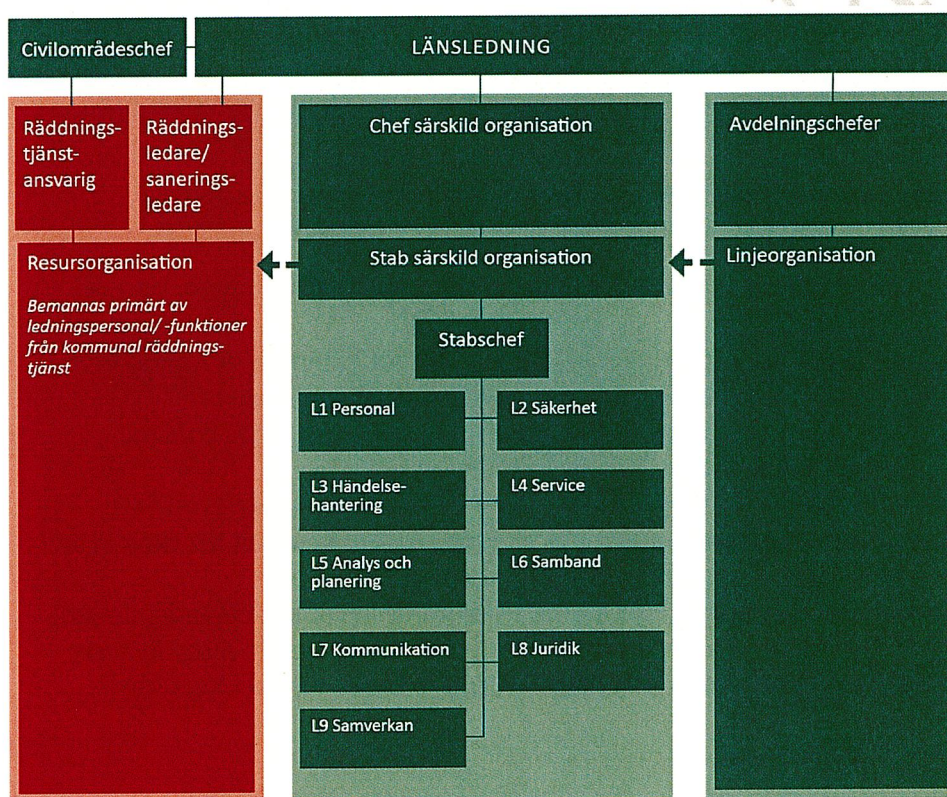 Civilområdeschef
LÄNSLEDNING
Räddnings-
tjänst-
ansvarig
Räddnings-
ledare/
sanerings-
ledare
Chef särskild organisation
Avdelningschefer
Resursorganisation
Bemannas primärt av
ledningspersonal/ -funktioner
från kommunal räddnings-
tjänst
Stab särskild organisation
Linjeorganisation
Stabschef
L1 Personal
L2 Säkerhet
L3 Händelse-
hantering
L4 Service
L5 Analys och
planering
L6 Samband
L7 Kommunikation
L8 Juridik
L9 Samverkan